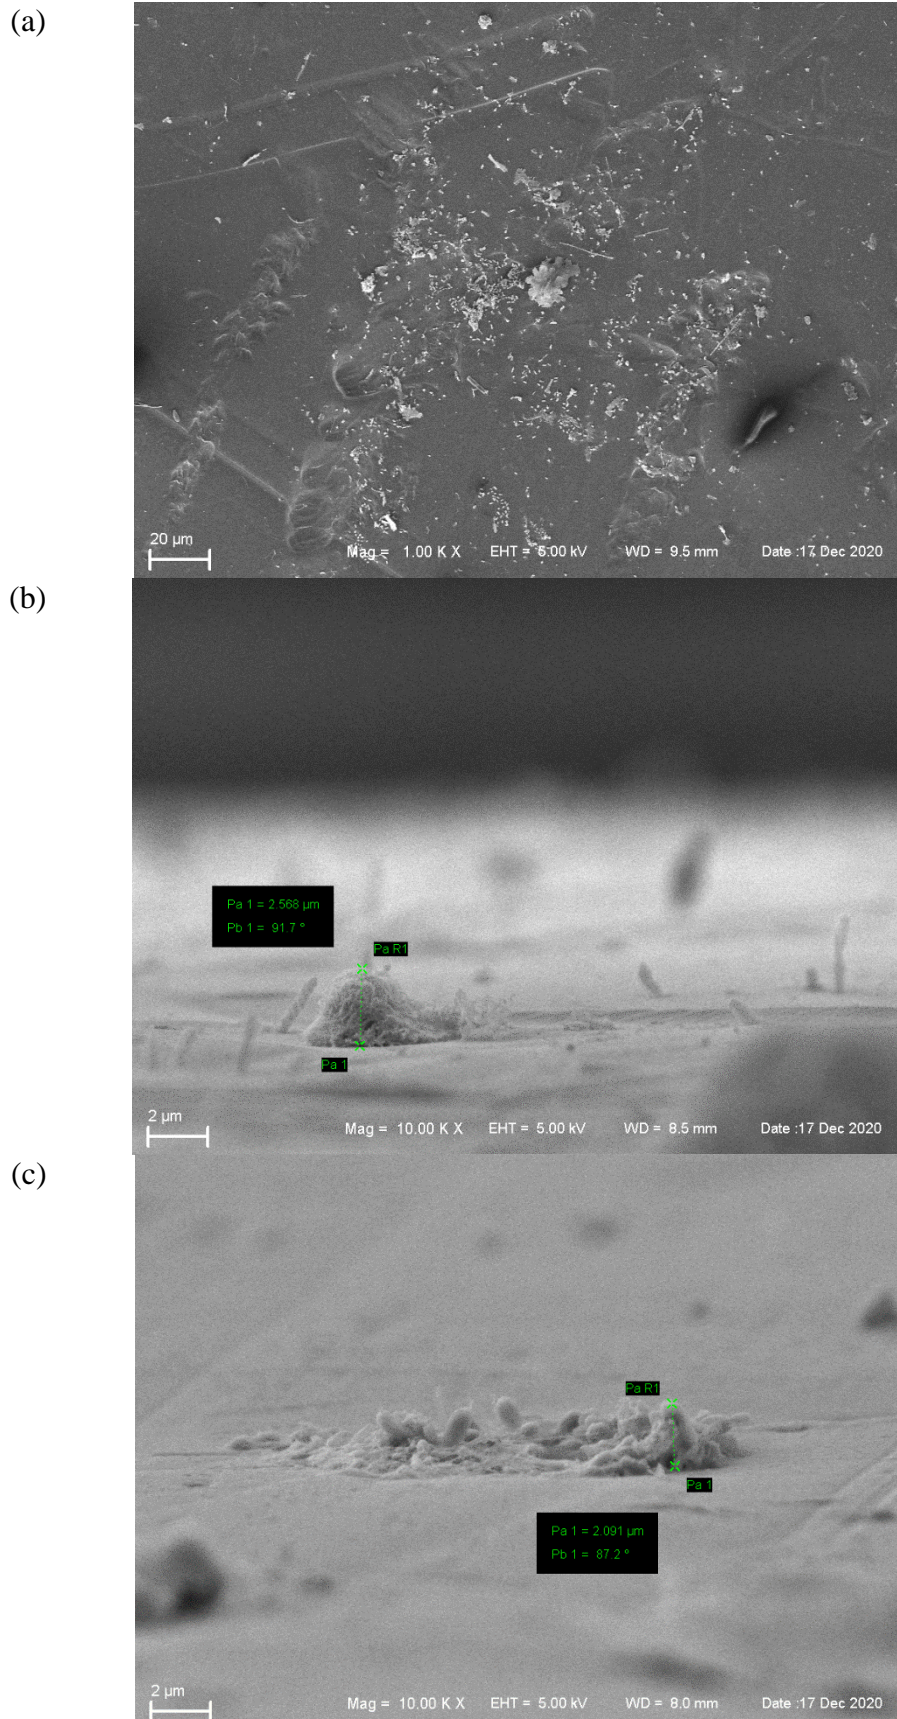 (a)
20 µm
Mag = 1.00 K X EHT = 5.00 kV WD = 9.5 mm Date :17 Dec 2020
(b)
Pa 1 = 2.568 µm
Pb 1 = 91.7 °
Pa R1
Pa 1
2 µm
Mag = 10.00 K X EHT = 5.00 kV WD = 8.5 mm Date :17 Dec 2020
(c)
Pa R1
Pa 1
Pa 1 = 2.091 µm
Pb 1 = 87.2 °
2 µm
Mag = 10.00 K X EHT = 5.00 kV WD = 8.0 mm Date :17 Dec 2020